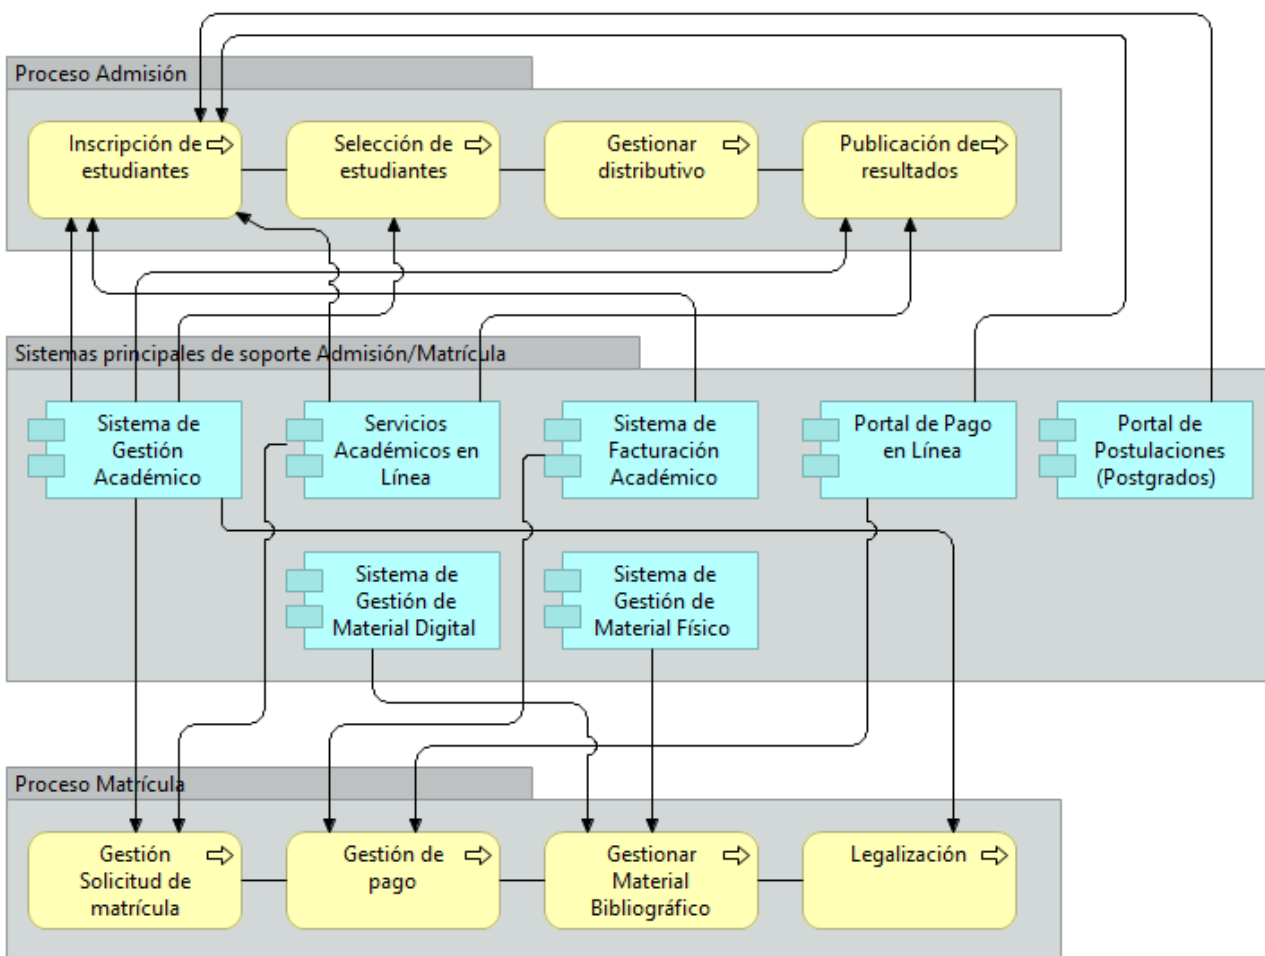 Proceso Admisión
Inscripción de
estudiantes
Selección de
estudiantes
Gestionar
distributivo
Publicación de
resultados
Sistemas principales de soporte Admisión/Matrícula
Sistema de
Gestión
Académico
Servicios
Académicos en
Línea
Sistema de
Facturación
Académico
Portal de Pago
en Línea
Portal de
Postulaciones
(Postgrados)
Sistema de
Gestión de
Material Digital
Sistema de
Gestión de
Material Físico
Proceso Matrícula
Gestión
Solicitud de
matrícula
Gestión de
pago
Gestionar
Material
Bibliográfico
Legalización